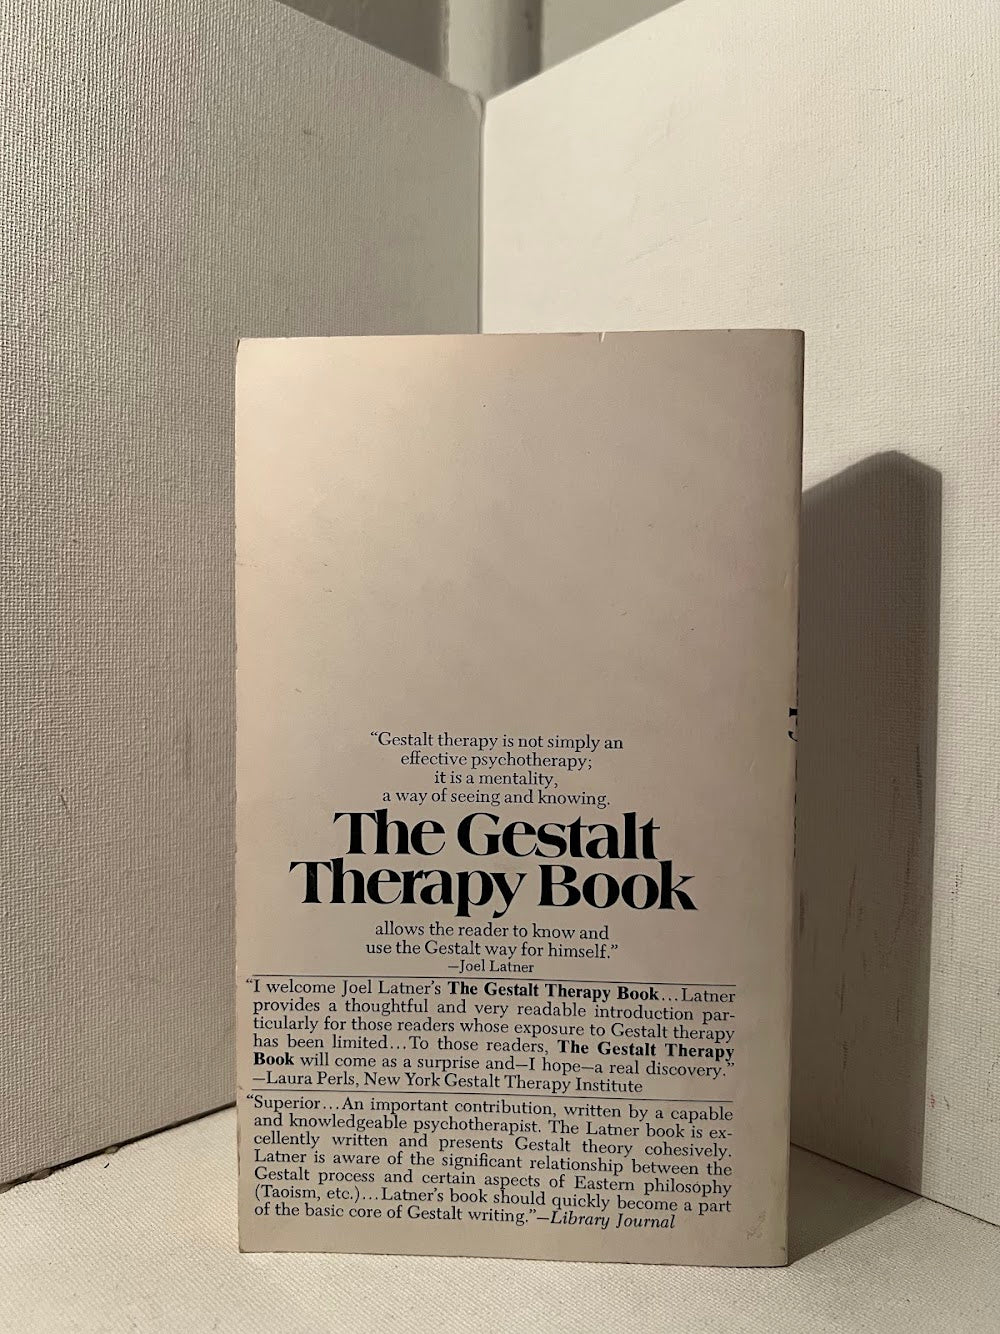 “Gestalt therapy is not simply an
effective psychotherapy;
it is a mentality,
a way of seeing and knowing.
The Gestalt
Therapy Book
allows the reader to know and
use the Gestalt way for himself.”
—Joel Latner
“I welcome Joel Latner’s The Gestalt Therapy Book...Latner
provides a thoughtful and very readable introduction par-
ticularly for those readers whose exposure to Gestalt therapy
has been limited...To those readers, The Gestalt Therapy
Book will come as a surprise and—I hope—a real discovery.”
—Laura Perls, New York Gestalt Therapy Institute
“Superior...An important contribution, written by a capable
and knowledgeable psychotherapist. The Latner book is ex-
cellently written and presents Gestalt theory cohesively.
Latner is aware of the significant relationship between the
Gestalt process and certain aspects of Eastern philosophy
(Taoism, etc.)...Latner’s book should quickly become a part
of the basic core of Gestalt writing.”—Library Journal